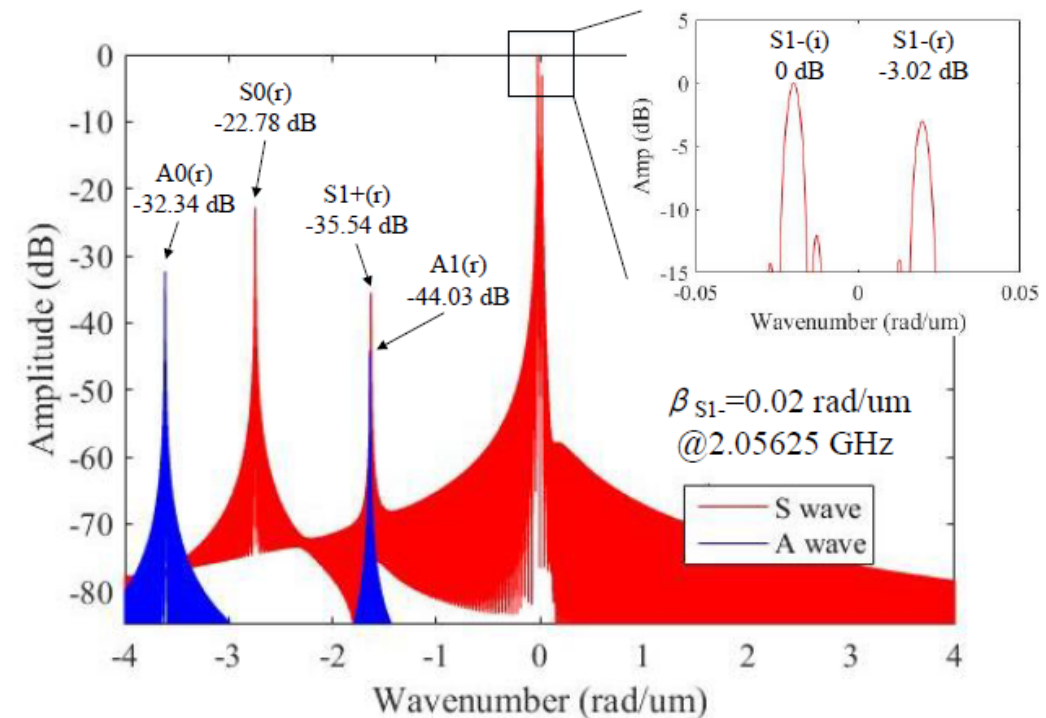 S1-(i)
0 dB
S1-(r)
-3.02 dB
5
0
-5
-10
-15
Amp (dB)
-0.05
0
0.05
Wavenumber (rad/um)
S0(r)
-22.78 dB
A0(r)
-32.34 dB
S1+(r)
-35.54 dB
A1(r)
-44.03 dB
β S1-=0.02 rad/um
@2.05625 GHz
S wave
A wave
0
-10
-20
-30
-40
-50
-60
-70
-80
Amplitude (dB)
-4
-3
-2
-1
0
1
2
3
4
Wavenumber (rad/um)